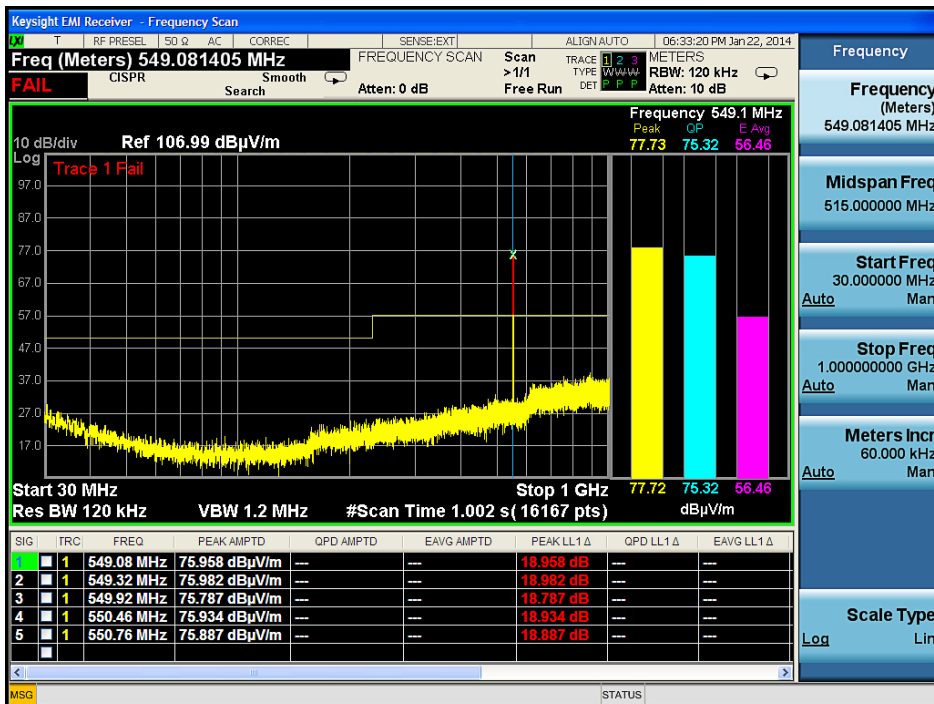 Keysight EMI Receiver - Frequency Scan
LXI T RF PRESEL 50 Ω AC CORREC SENSE:EXT ALIGN AUTO 06:33:20 PM Jan 22, 2014
Freq (Meters) 549.081405 MHz
FAIL
CISPR
Smooth
Search
FREQUENCY SCAN
Atten: 0 dB
Scan
>1/1
Free Run
TRACE 1 2 3
TYPE W W W
DET P P P
METERS
RBW: 120 kHz
Atten: 10 dB
10 dB/div
Log
Ref 106.99 dBµV/m
Trace 1 Fail
97.0
87.0
77.0
67.0
57.0
47.0
37.0
27.0
17.0
X
Start 30 MHz
Stop 1 GHz
Res BW 120 kHz VBW 1.2 MHz #Scan Time 1.002 s( 16167 pts)
Frequency 549.1 MHz
Peak QP E Avg
77.73 75.32 56.46
77.72 75.32 56.46
dBµV/m
SIG TRC FREQ PEAK AMPTD QPD AMPTD EAVG AMPTD PEAK LL1 Δ QPD LL1 Δ EAVG LL1 Δ
1 1 549.08 MHz 75.958 dBµV/m --- --- 18.958 dB --- ---
2 1 549.32 MHz 75.982 dBµV/m --- --- 18.982 dB --- ---
3 1 549.92 MHz 75.787 dBµV/m --- --- 18.787 dB --- ---
4 1 550.46 MHz 75.934 dBµV/m --- --- 18.934 dB --- ---
5 1 550.76 MHz 75.887 dBµV/m --- --- 18.887 dB --- ---
MSG
STATUS
Frequency
Frequency
(Meters)
549.081405 MHz
Midspan Freq
515.000000 MHz
Start Freq
30.000000 MHz
Auto Man
Stop Freq
1.000000000 GHz
Auto Man
Meters Incr
60.000 kHz
Auto Man
Scale Type
Log Lin